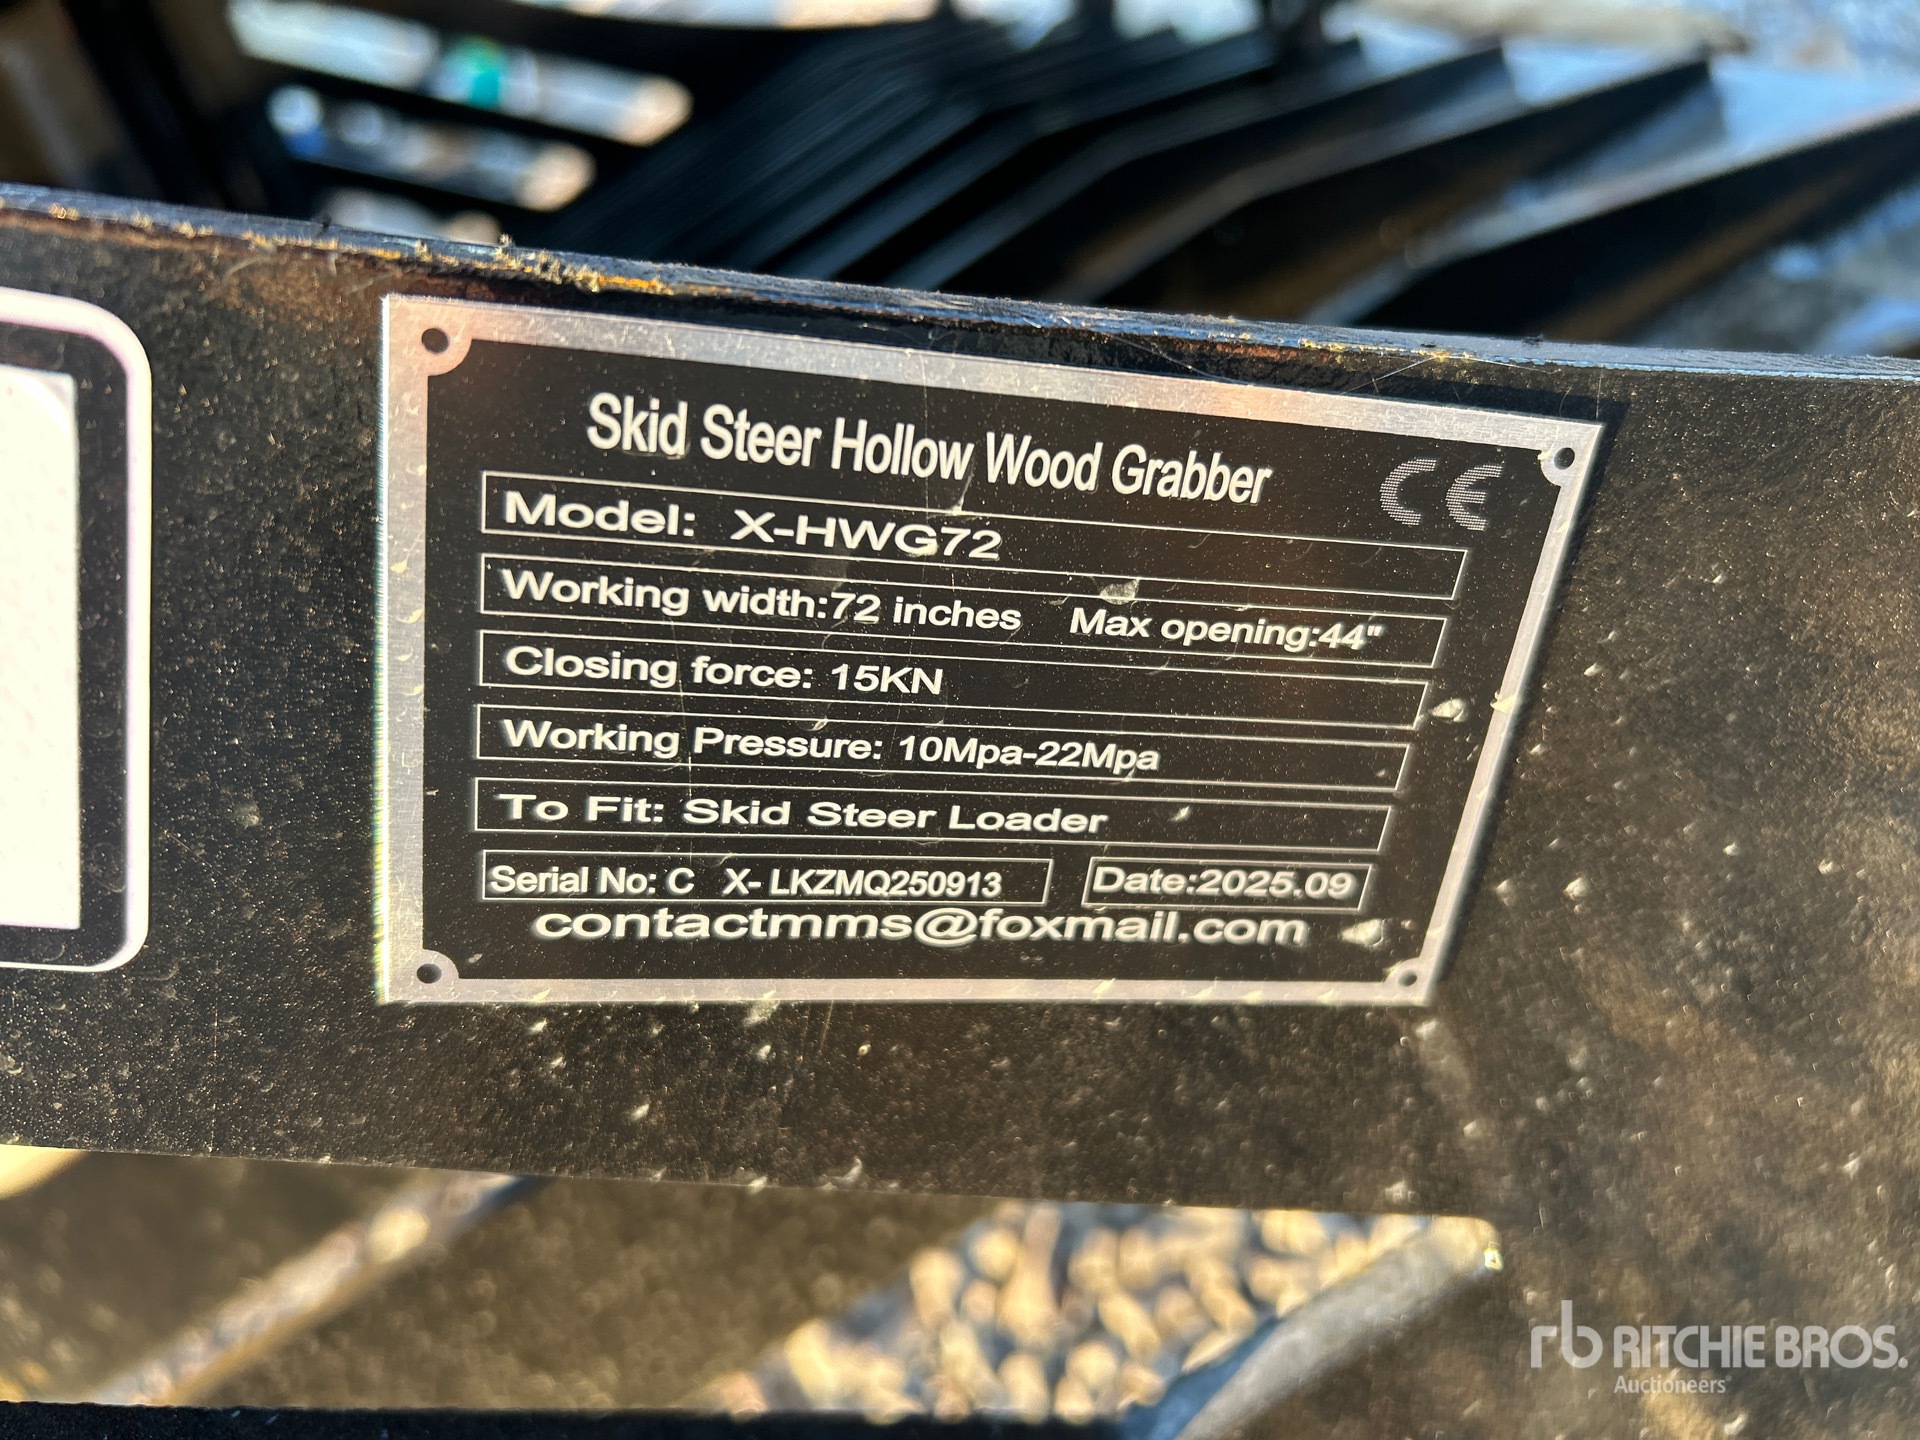 Skid Steer Hollow Wood Grabber
CE
Model: X-HWG72
Working width:72 inches Max opening:44"
Closing force: 15KN
Working Pressure: 10Mpa-22Mpa
To Fit: Skid Steer Loader
Serial No: C X- LKZMQ250913 Date:2025.09
contactmms@foxmail.com
rb RITCHIE BROS.
Auctioneers